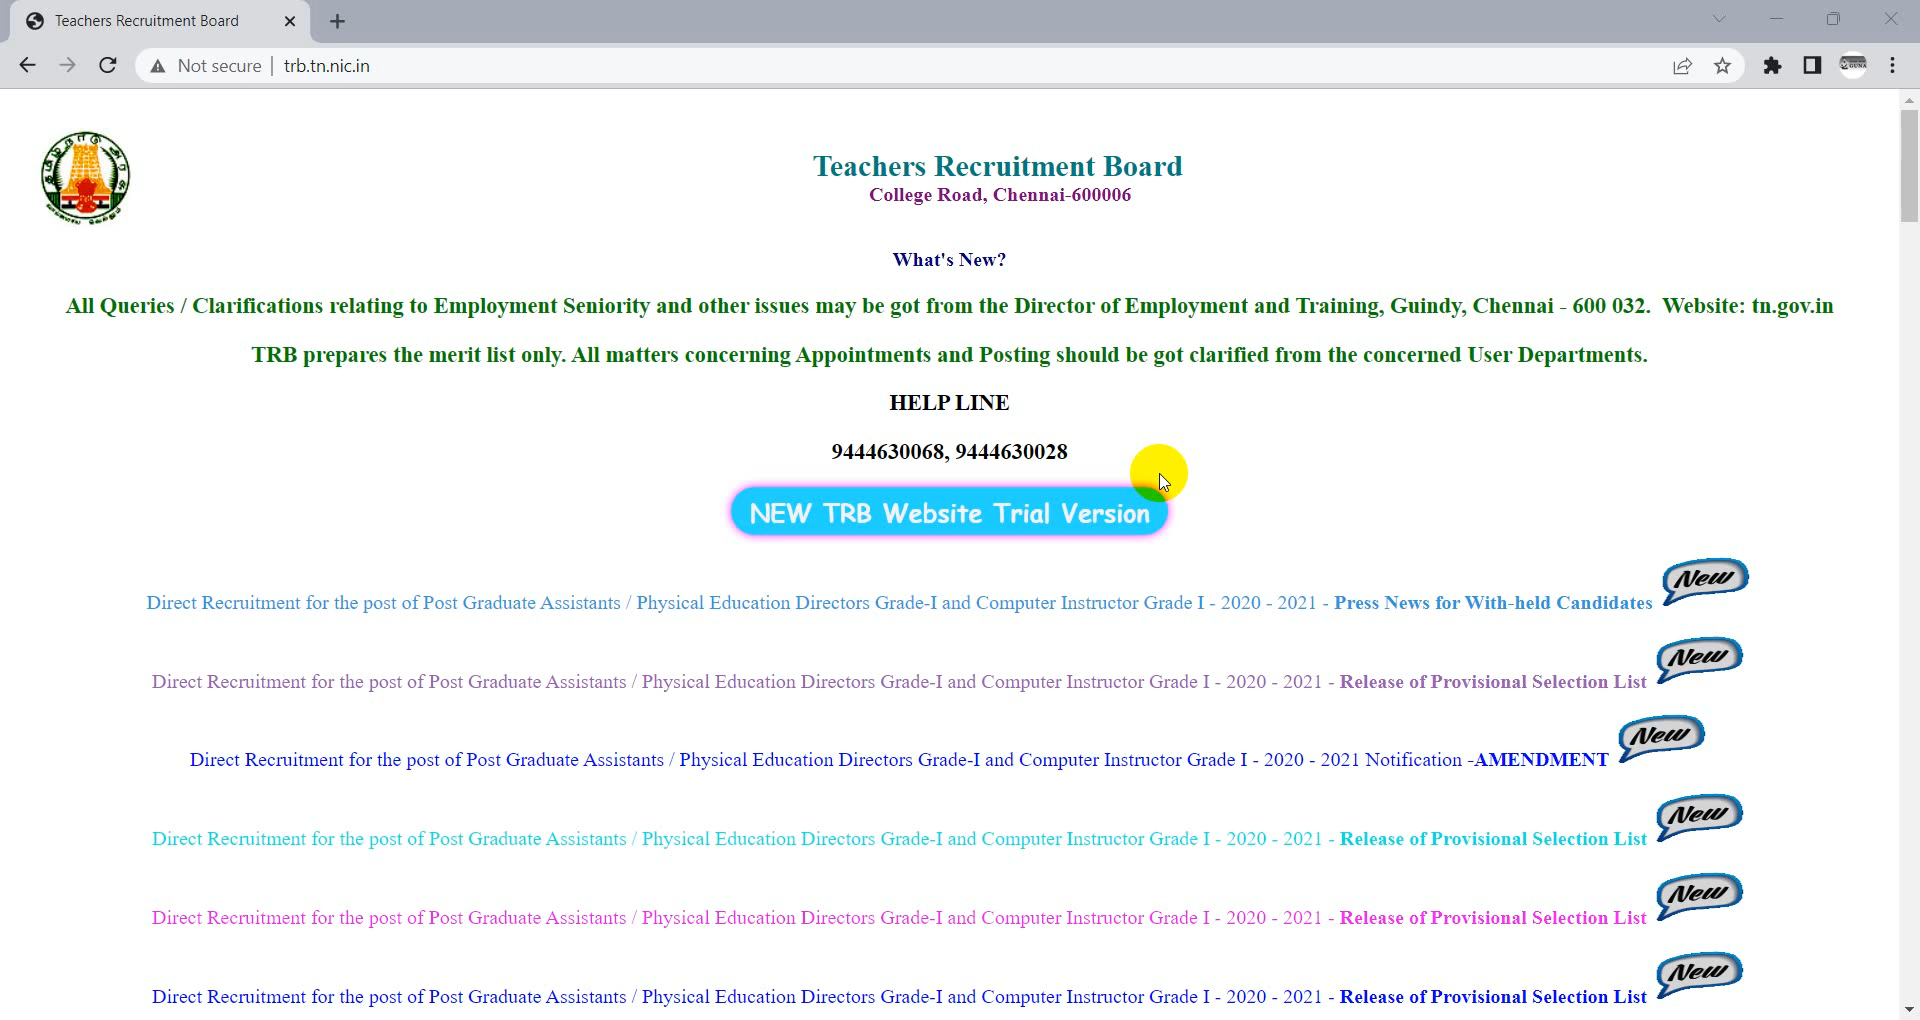 Teachers Recruitment Board
Not secure | trb.tn.nic.in
Teachers Recruitment Board
College Road, Chennai-600006
What's New?
All Queries / Clarifications relating to Employment Seniority and other issues may be got from the Director of Employment and Training, Guindy, Chennai - 600 032. Website: tn.gov.in
TRB prepares the merit list only. All matters concerning Appointments and Posting should be got clarified from the concerned User Departments.
HELP LINE
9444630068, 9444630028
NEW TRB Website Trial Version
Direct Recruitment for the post of Post Graduate Assistants / Physical Education Directors Grade-I and Computer Instructor Grade I - 2020 - 2021 - Press News for With-held Candidates New
Direct Recruitment for the post of Post Graduate Assistants / Physical Education Directors Grade-I and Computer Instructor Grade I - 2020 - 2021 - Release of Provisional Selection List New
Direct Recruitment for the post of Post Graduate Assistants / Physical Education Directors Grade-I and Computer Instructor Grade I - 2020 - 2021 Notification -AMENDMENT New
Direct Recruitment for the post of Post Graduate Assistants / Physical Education Directors Grade-I and Computer Instructor Grade I - 2020 - 2021 - Release of Provisional Selection List New
Direct Recruitment for the post of Post Graduate Assistants / Physical Education Directors Grade-I and Computer Instructor Grade I - 2020 - 2021 - Release of Provisional Selection List New
Direct Recruitment for the post of Post Graduate Assistants / Physical Education Directors Grade-I and Computer Instructor Grade I - 2020 - 2021 - Release of Provisional Selection List New